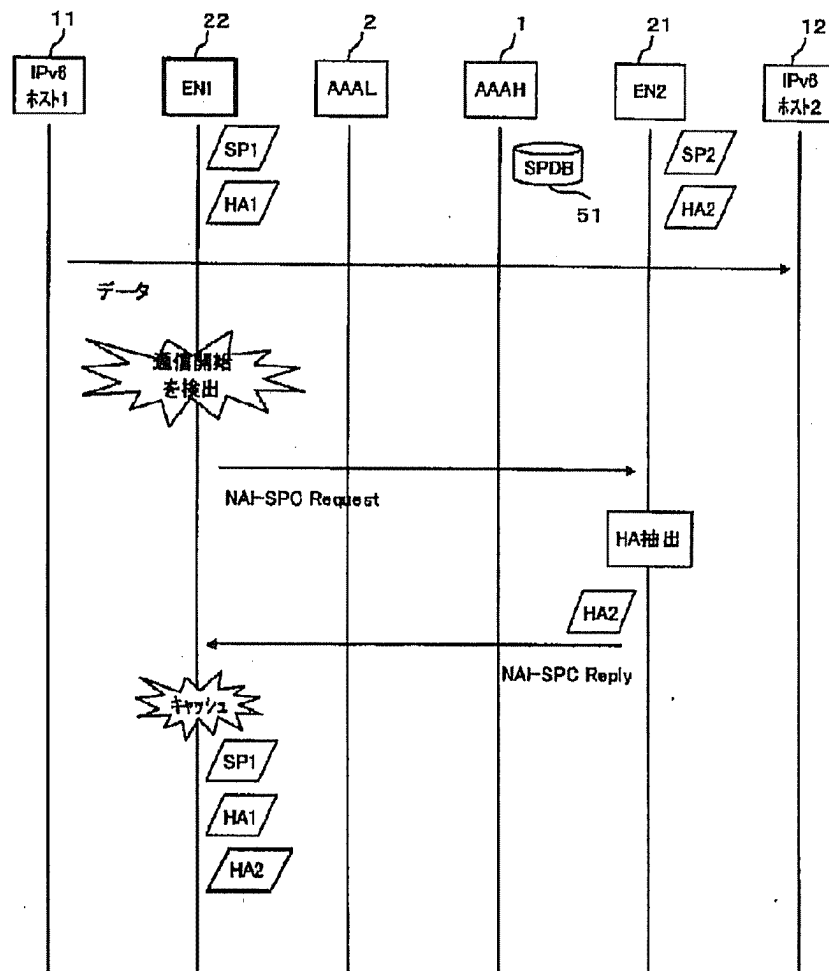 11
22
2
1
21
12
IPv6
ホスト1
EN1
AAAL
AAAH
EN2
IPv6
ホスト2
SP1
SPDB
SP2
HA1
51
HA2
データ
通信開始
を検出
NAI-SPC Request
HA抽出
HA2
NAI-SPC Reply
キャッシュ
SP1
HA1
HA2